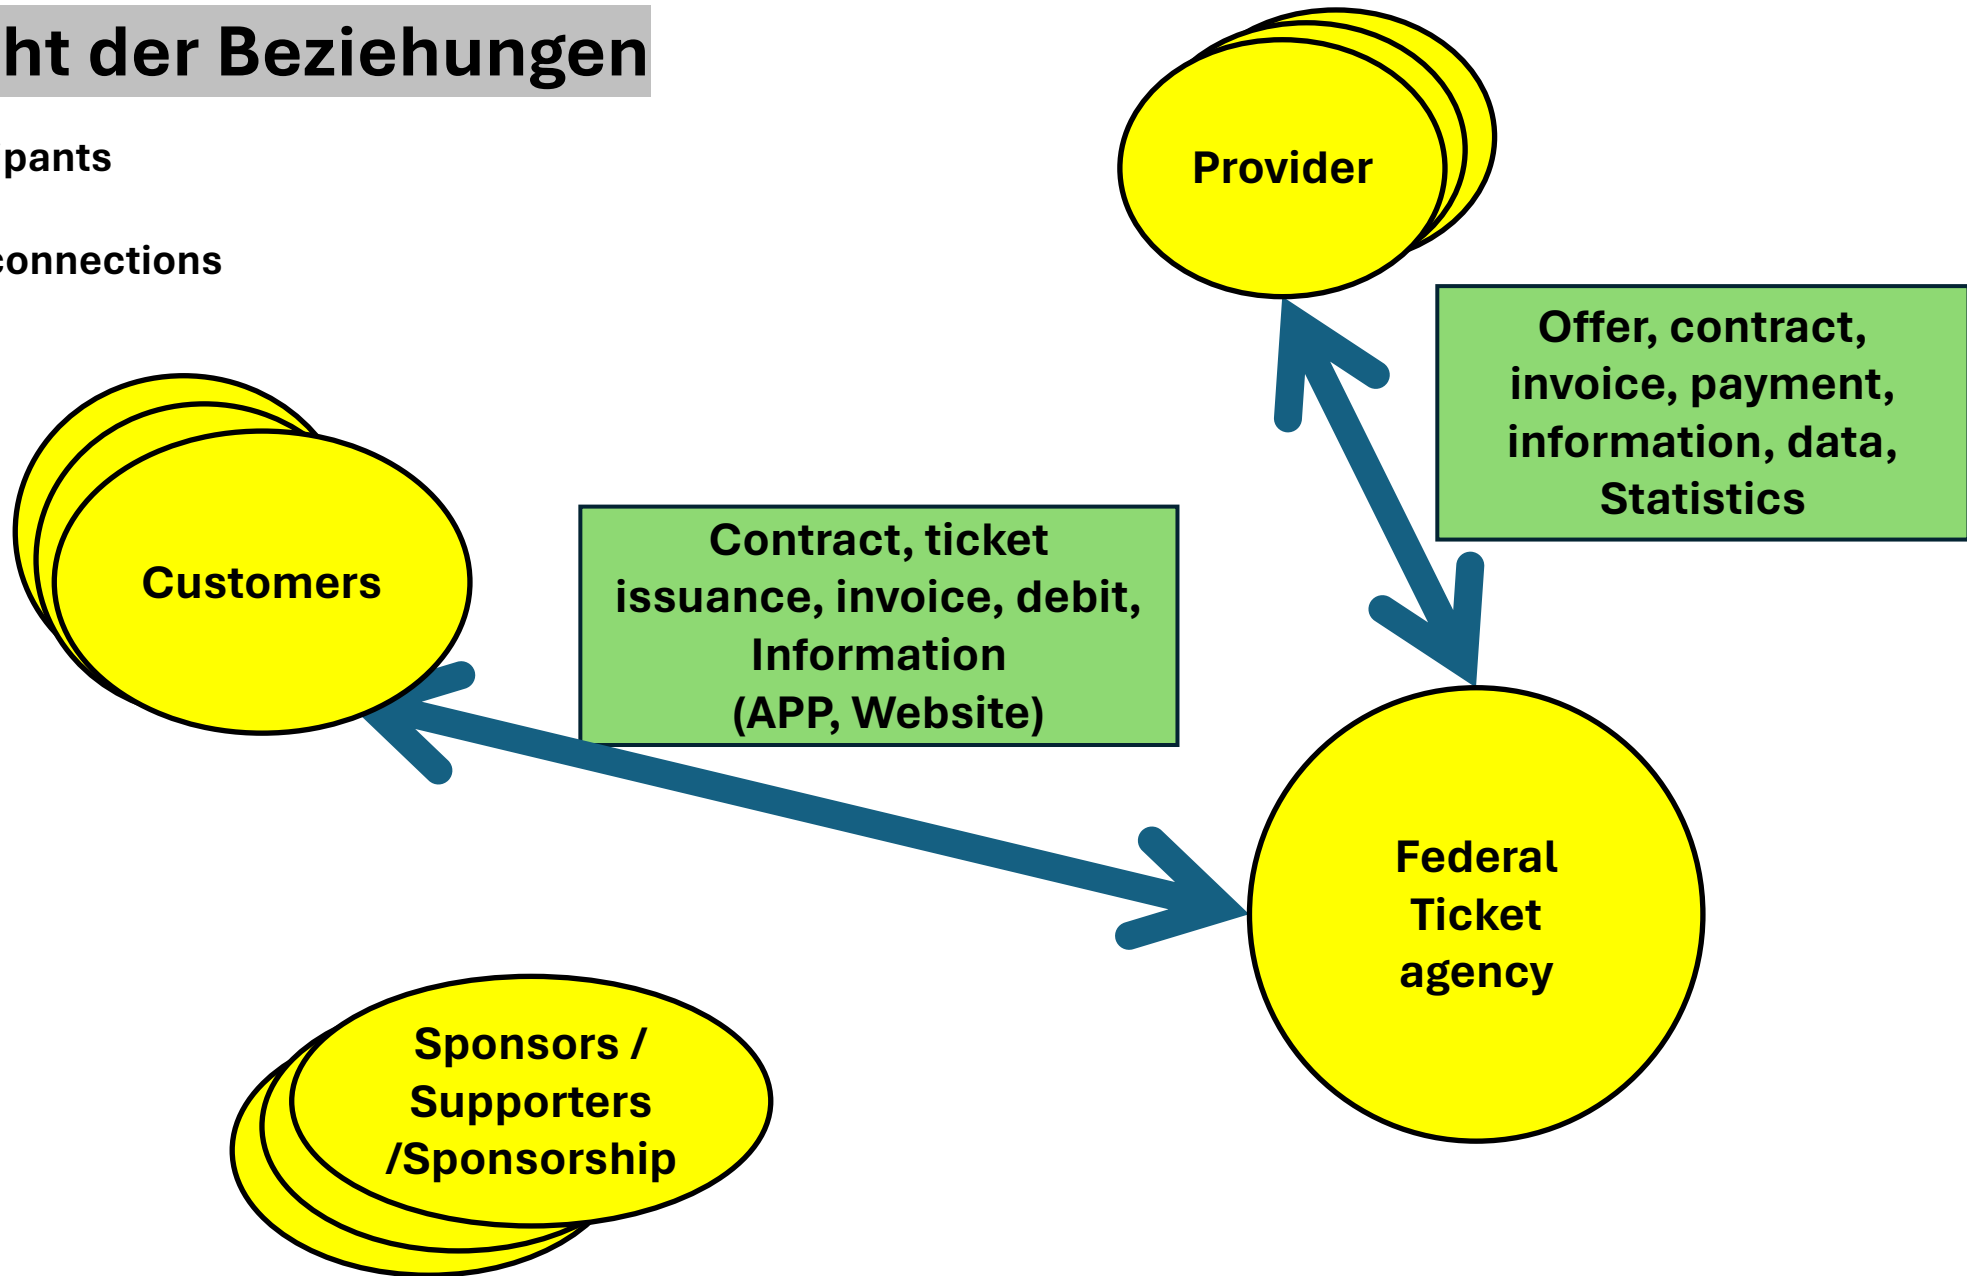 ht der Beziehungen
pants
connections
Provider
Offer, contract,
invoice, payment,
information, data,
Statistics
Customers
Contract, ticket
issuance, invoice, debit,
Information
(APP, Website)
Federal
Ticket
agency
Sponsors /
Supporters
/Sponsorship